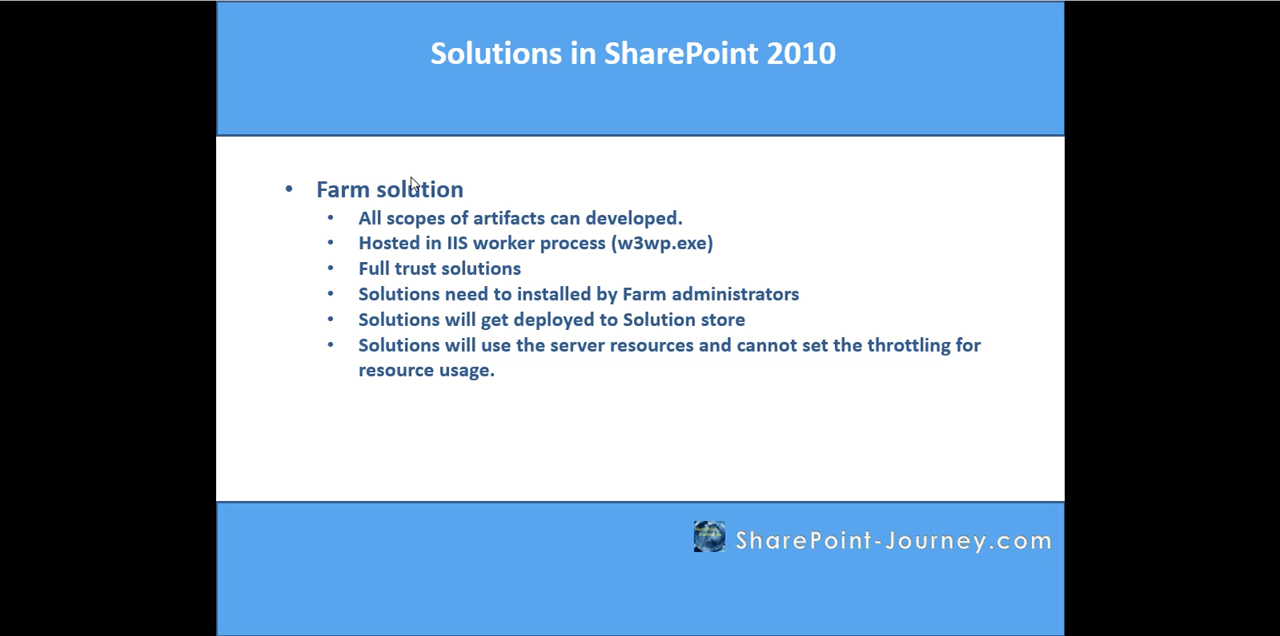 Solutions in SharePoint 2010
• Farm solution
• All scopes of artifacts can developed.
• Hosted in IIS worker process (w3wp.exe)
• Full trust solutions
• Solutions need to installed by Farm administrators
• Solutions will get deployed to Solution store
• Solutions will use the server resources and cannot set the throttling for
resource usage.
SharePoint-Journey.com